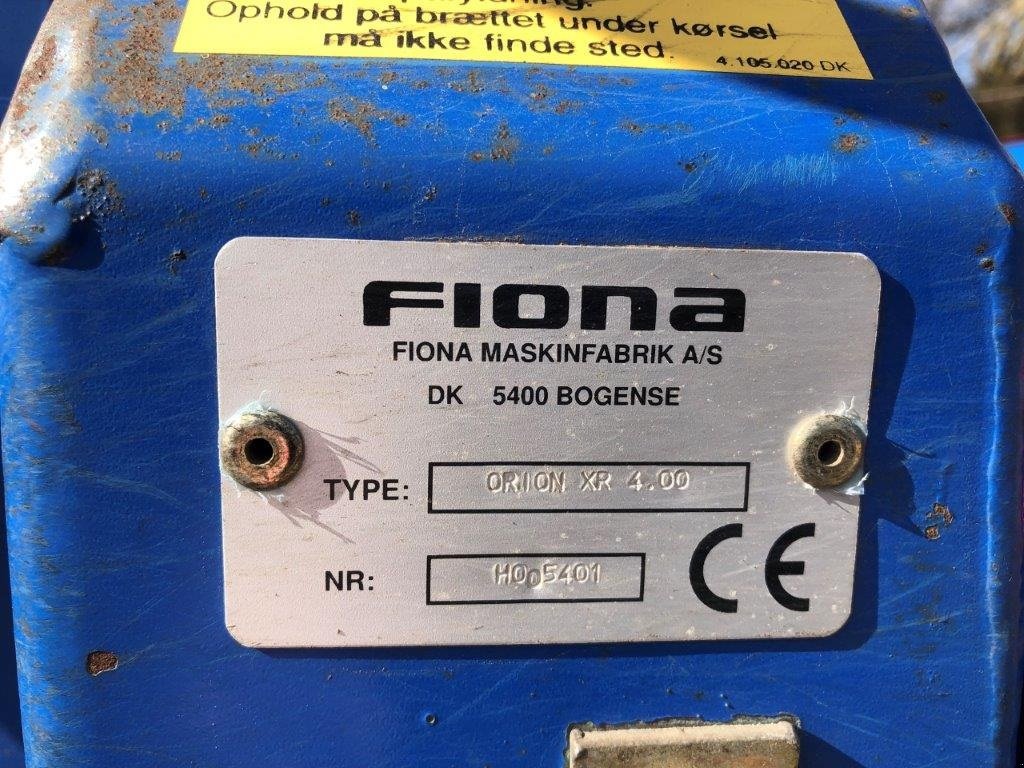 Ophold på brættet under kørsel
må ikke finde sted.
4.105.020 DK
FIONA
FIONA MASKINFABRIK A/S
DK 5400 BOGENSE
TYPE: ORION XR 4.00
NR: H005401
CE